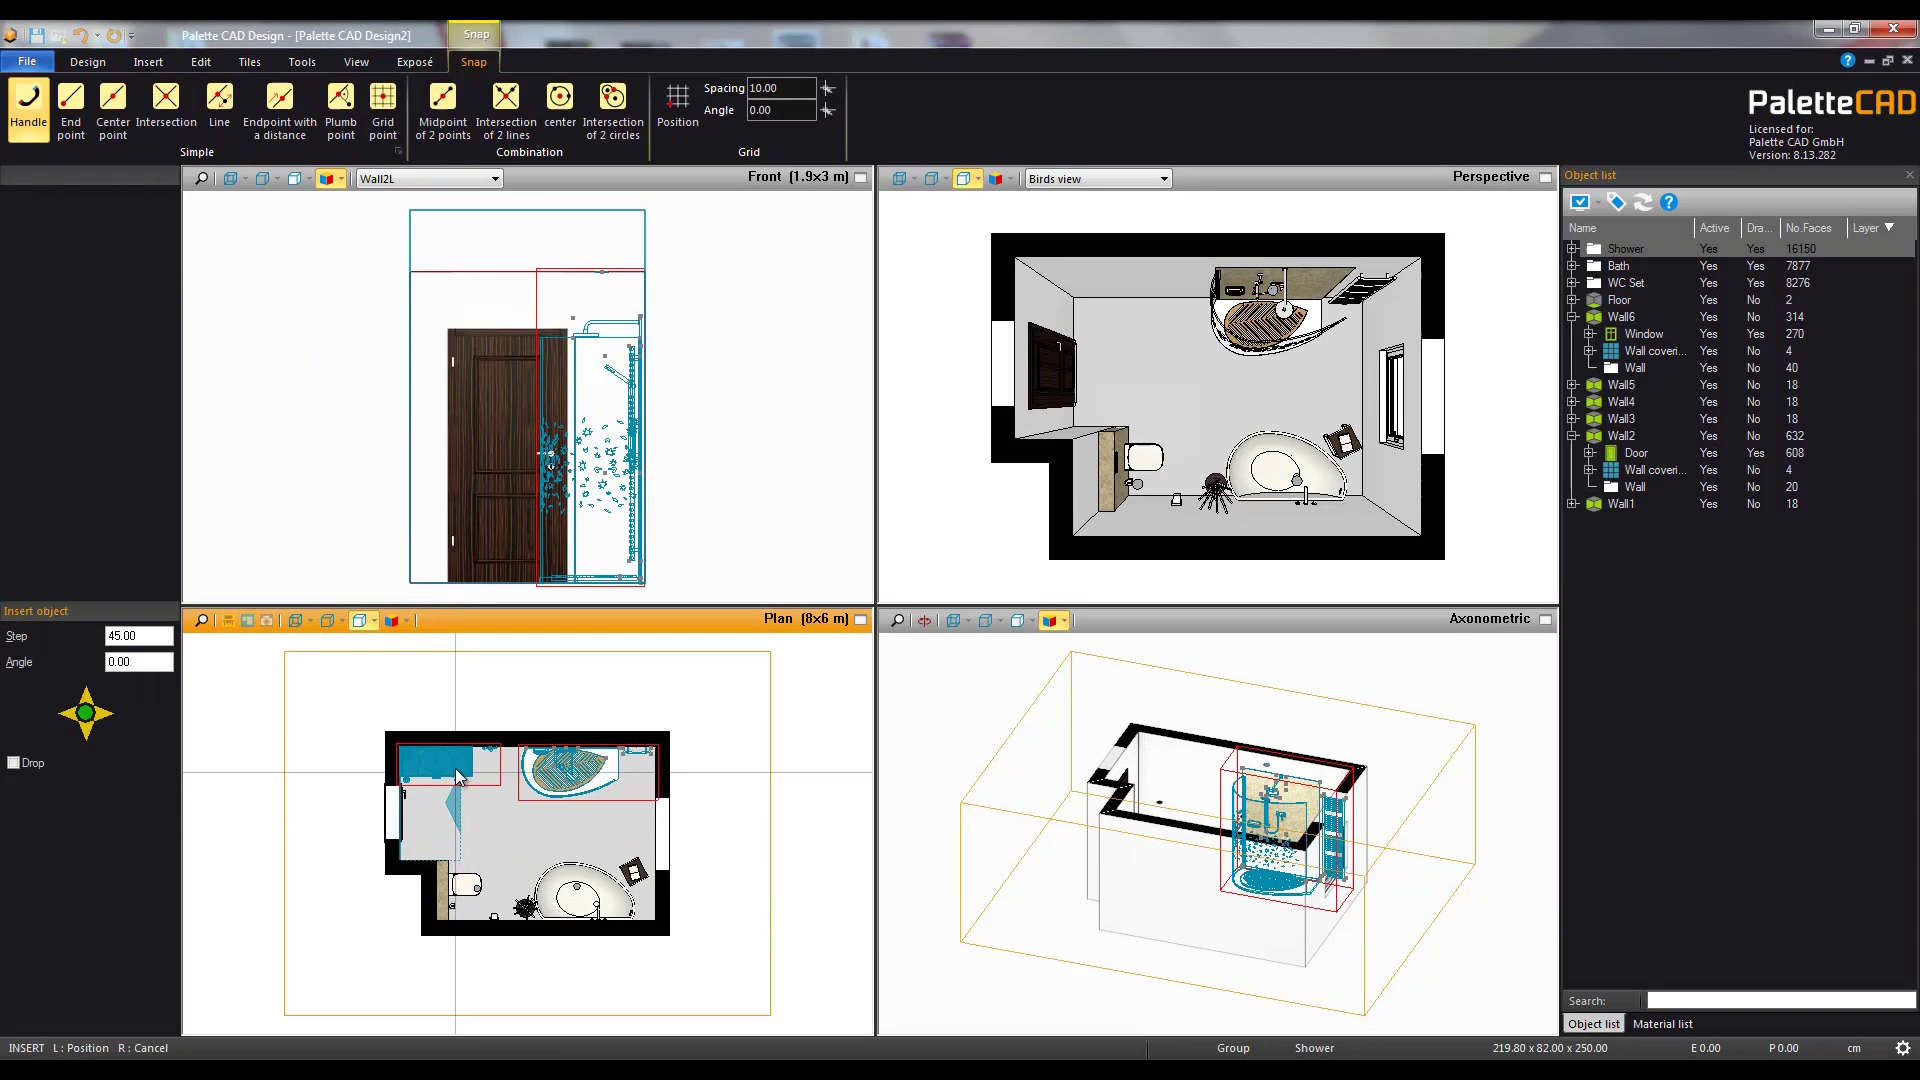 Palette CAD Design - [Palette CAD Design2]
Snap
File Design Insert Edit Tiles Tools View Exposé Snap
Handle
End point
Center point
Intersection
Line
Endpoint with a distance
Plumb point
Grid point
Simple
Midpoint of 2 points
Intersection of 2 lines
center
Intersection of 2 circles
Combination
Position
Spacing 10.00
Angle 0.00
Grid
PaletteCAD
Licensed for:
Palette CAD GmbH
Version: 8.13.282
Wall2L
Front (1.9x3 m)
Birds view
Perspective
Object list
Name Active Dra... No.Faces Layer
Shower Yes Yes 16150
Bath Yes Yes 7877
WC Set Yes Yes 8276
Floor Yes No 2
Wall6 Yes No 314
Window Yes Yes 270
Wall coveri... Yes No 4
Wall Yes No 40
Wall5 Yes No 18
Wall4 Yes No 18
Wall3 Yes No 18
Wall2 Yes No 632
Door Yes Yes 608
Wall coveri... Yes No 4
Wall Yes No 20
Wall1 Yes No 18
Insert object
Step 45.00
Angle 0.00
Drop
Plan (8x6 m)
Axonometric
Search:
Object list Material list
INSERT L : Position R : Cancel
Group Shower 219.80 x 82.00 x 250.00 E 0.00 P 0.00 cm